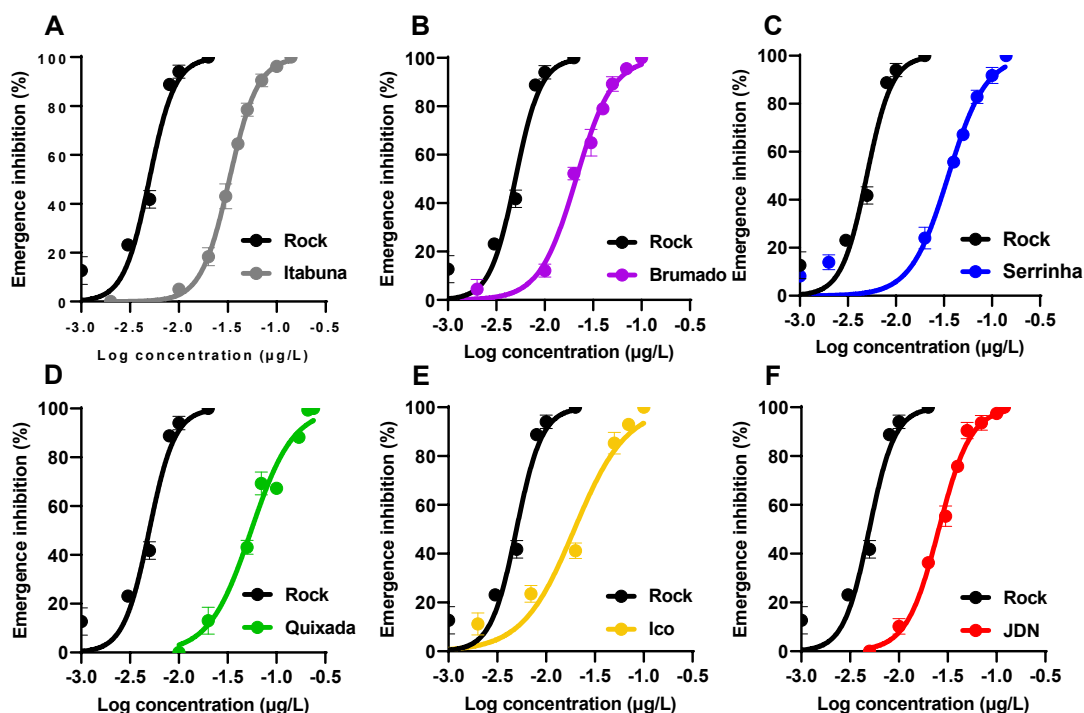 A
Emergence inhibition (%)
100
80
60
40
20
0
Rock
Itabuna
-3.0 -2.5 -2.0 -1.5 -1.0 -0.5
Log concentration (µg/L)
B
Emergence inhibition (%)
100
80
60
40
20
0
Rock
Brumado
-3.0 -2.5 -2.0 -1.5 -1.0 -0.5
Log concentration (µg/L)
C
Emergence inhibition (%)
100
80
60
40
20
0
Rock
Serrinha
-3.0 -2.5 -2.0 -1.5 -1.0 -0.5
Log concentration (µg/L)
D
Emergence inhibition (%)
100
80
60
40
20
0
Rock
Quixada
-3.0 -2.5 -2.0 -1.5 -1.0 -0.5
Log concentration (µg/L)
E
Emergence inhibition (%)
100
80
60
40
20
0
Rock
Ico
-3.0 -2.5 -2.0 -1.5 -1.0 -0.5
Log concentration (µg/L)
F
Emergence inhibition (%)
100
80
60
40
20
0
Rock
JDN
-3.0 -2.5 -2.0 -1.5 -1.0 -0.5
Log concentration (µg/L)